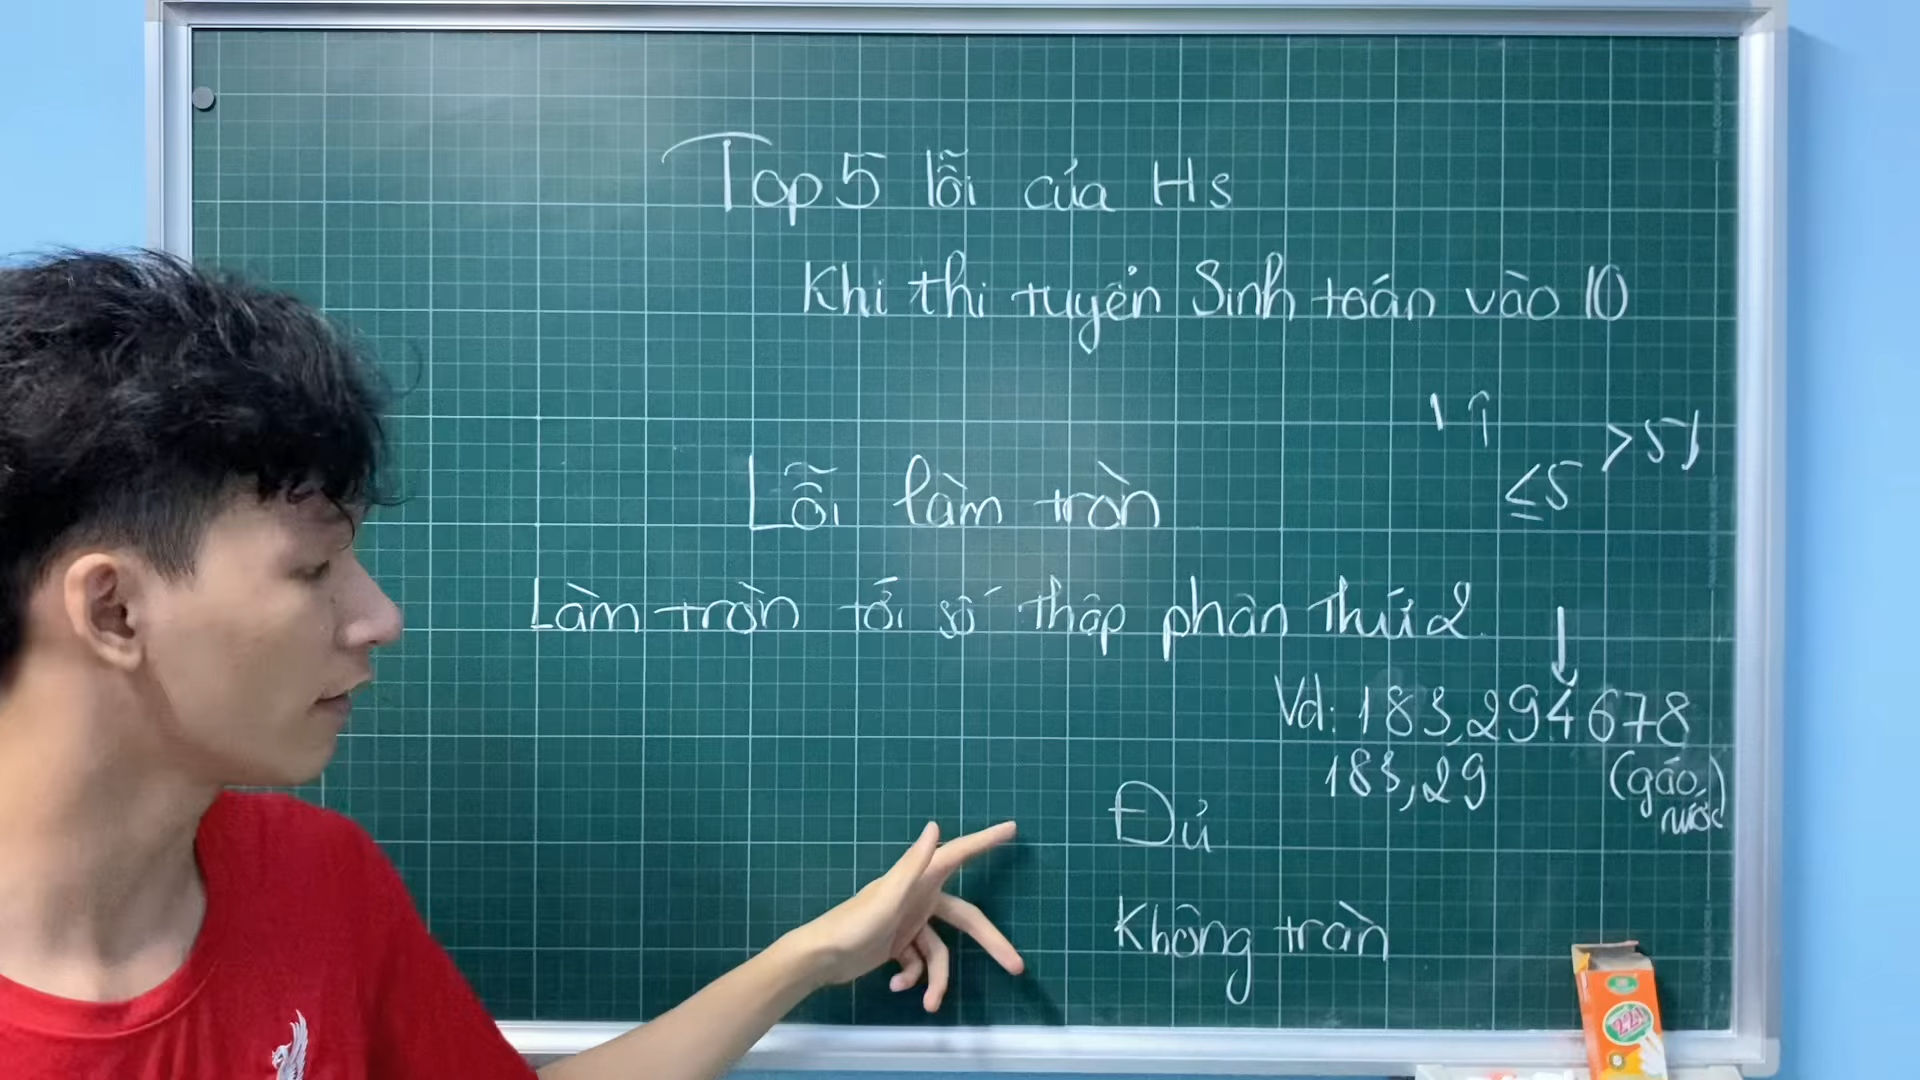 Top 5 lỗi của Hs
Khi thi tuyển Sinh toán vào 10
> 5
≤ 5
Lỗi làm tròn
Làm tròn tới số thập phân thứ 2
Vd: 183,294678
183,29
(gáo nước)
Đủ
Không tràn